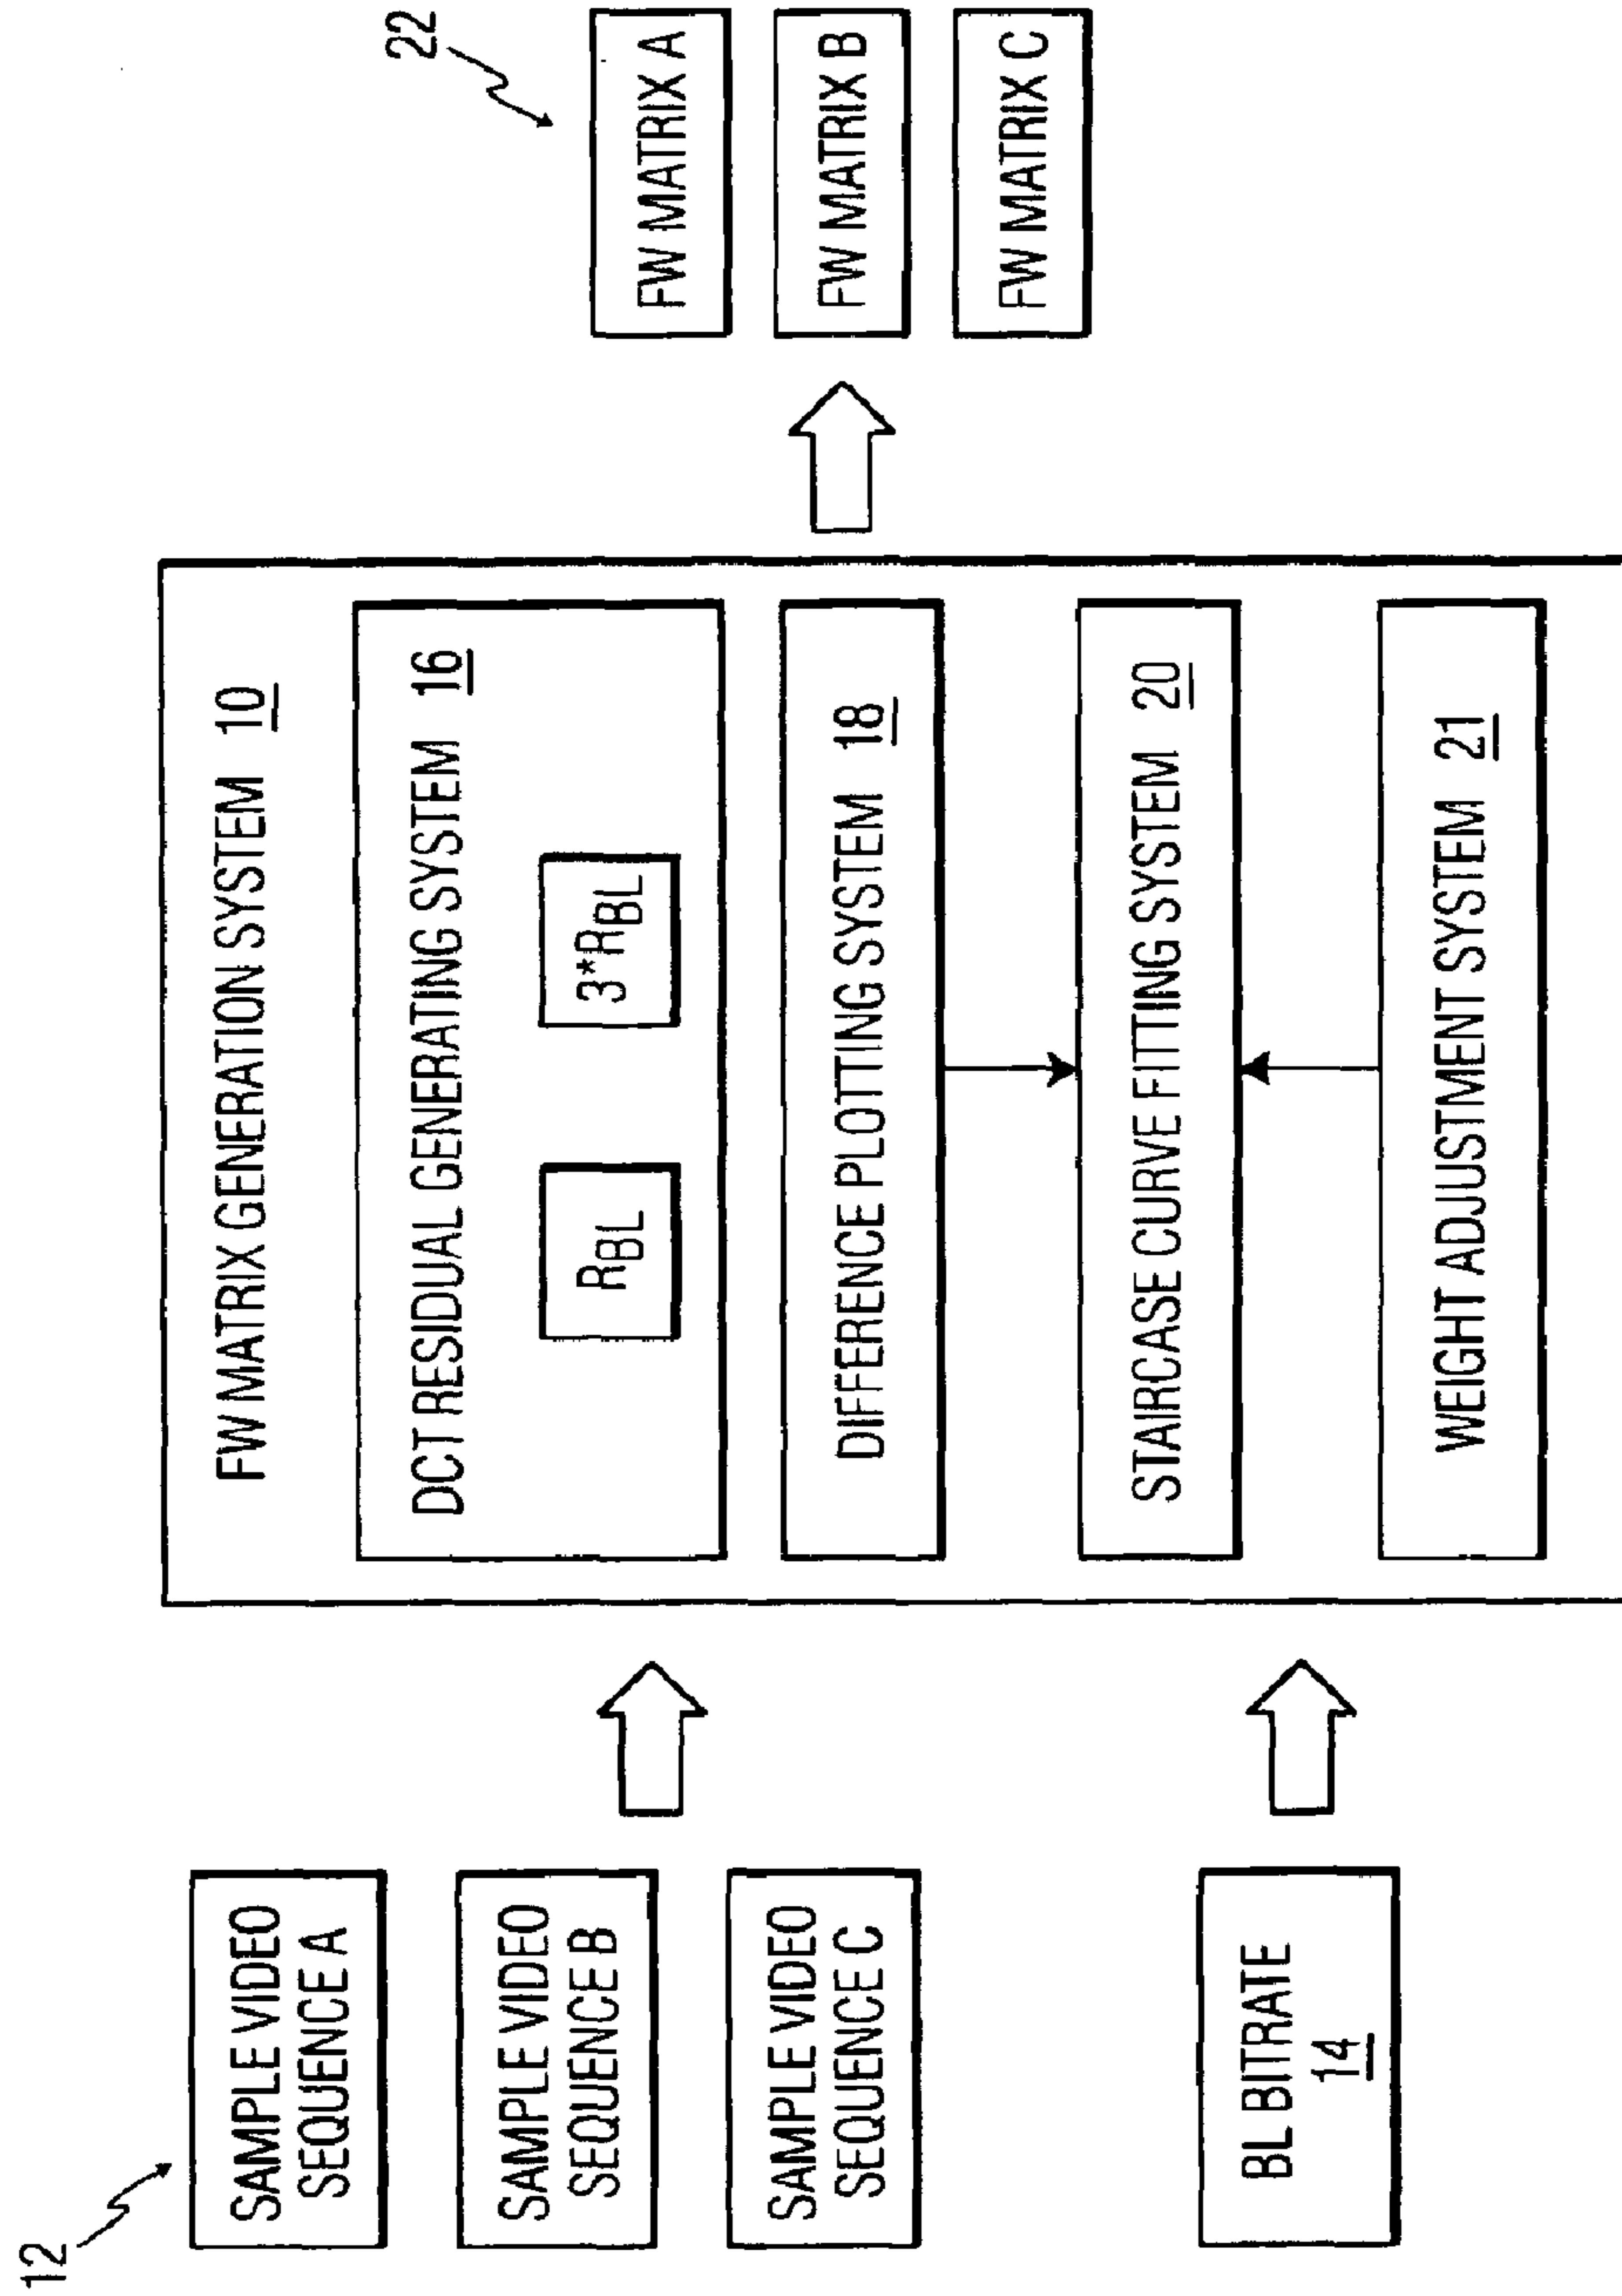 12
SAMPLE VIDEO
SEQUENCE A
SAMPLE VIDEO
SEQUENCE B
SAMPLE VIDEO
SEQUENCE C
BL BITRATE
14
FW MATRIX GENERATION SYSTEM 10
DCT RESIDUAL GENERATING SYSTEM 16
RBL
3*RBL
DIFFERENCE PLOTTING SYSTEM 18
STAIRCASE CURVE FITTING SYSTEM 20
WEIGHT ADJUSTMENT SYSTEM 21
22
FW MATRIX A
FW MATRIX B
FW MATRIX C